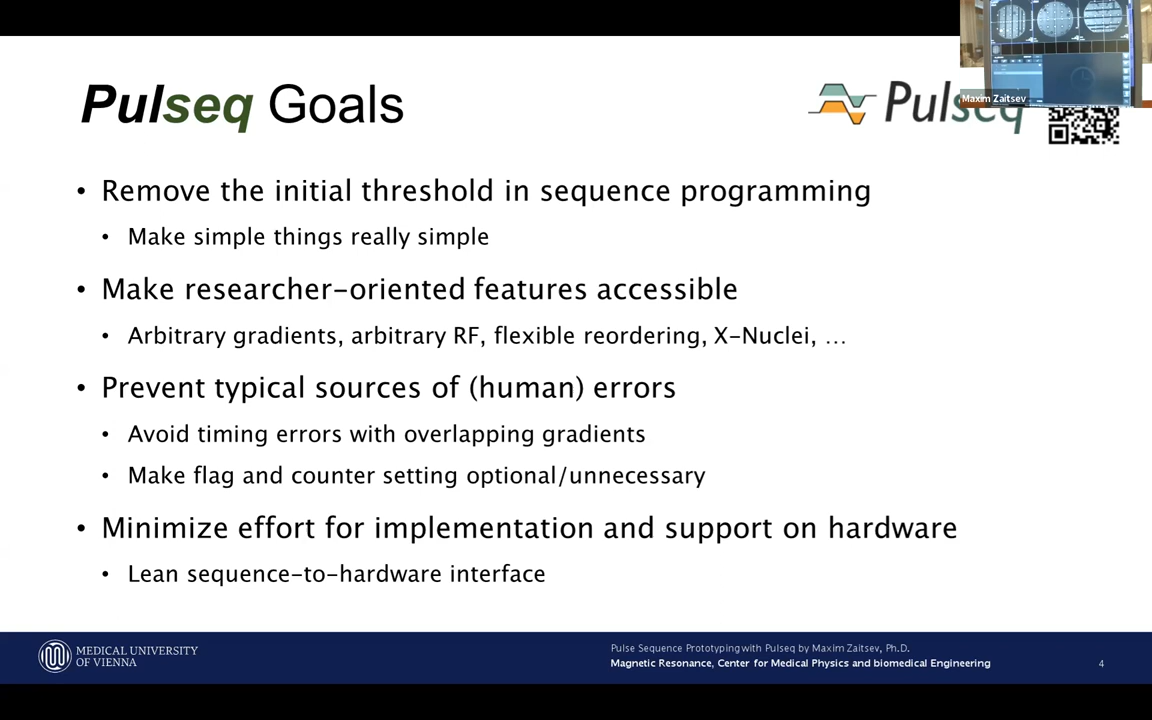 Pulseq Goals
Pulseq
Maxim Zaitsev
• Remove the initial threshold in sequence programming
• Make simple things really simple
• Make researcher-oriented features accessible
• Arbitrary gradients, arbitrary RF, flexible reordering, X-Nuclei, …
• Prevent typical sources of (human) errors
• Avoid timing errors with overlapping gradients
• Make flag and counter setting optional/unnecessary
• Minimize effort for implementation and support on hardware
• Lean sequence-to-hardware interface
MEDICAL UNIVERSITY
OF VIENNA
Pulse Sequence Prototyping with Pulseq by Maxim Zaitsev, Ph.D.
Magnetic Resonance, Center for Medical Physics and biomedical Engineering
4